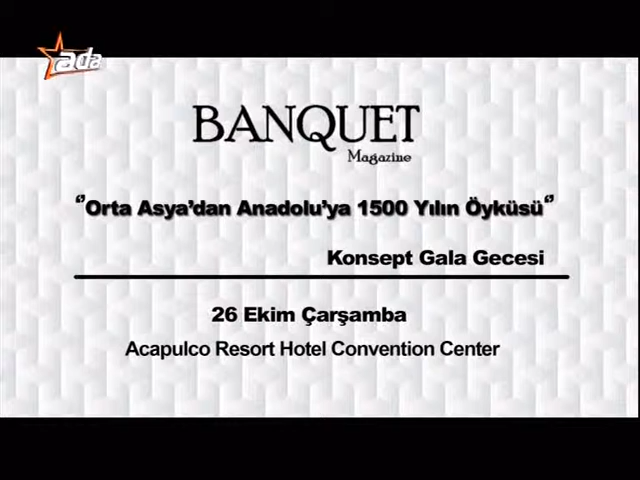 ada
BANQUET
Magazine
"Orta Asya'dan Anadolu'ya 1500 Yılın Öyküsü"
Konsept Gala Gecesi
26 Ekim Çarşamba
Acapulco Resort Hotel Convention Center